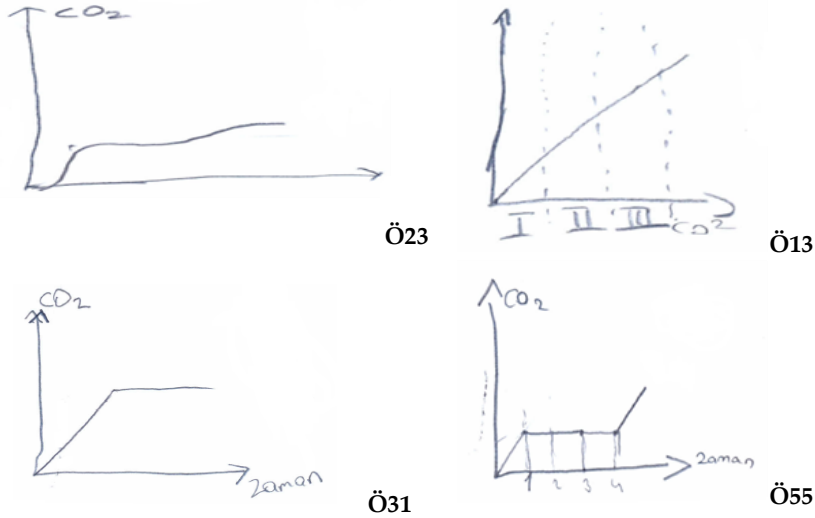 CO₂
Ö23
I II III CO²
Ö13
CO₂
zaman
Ö31
CO₂
zaman
1 2 3 4
Ö55